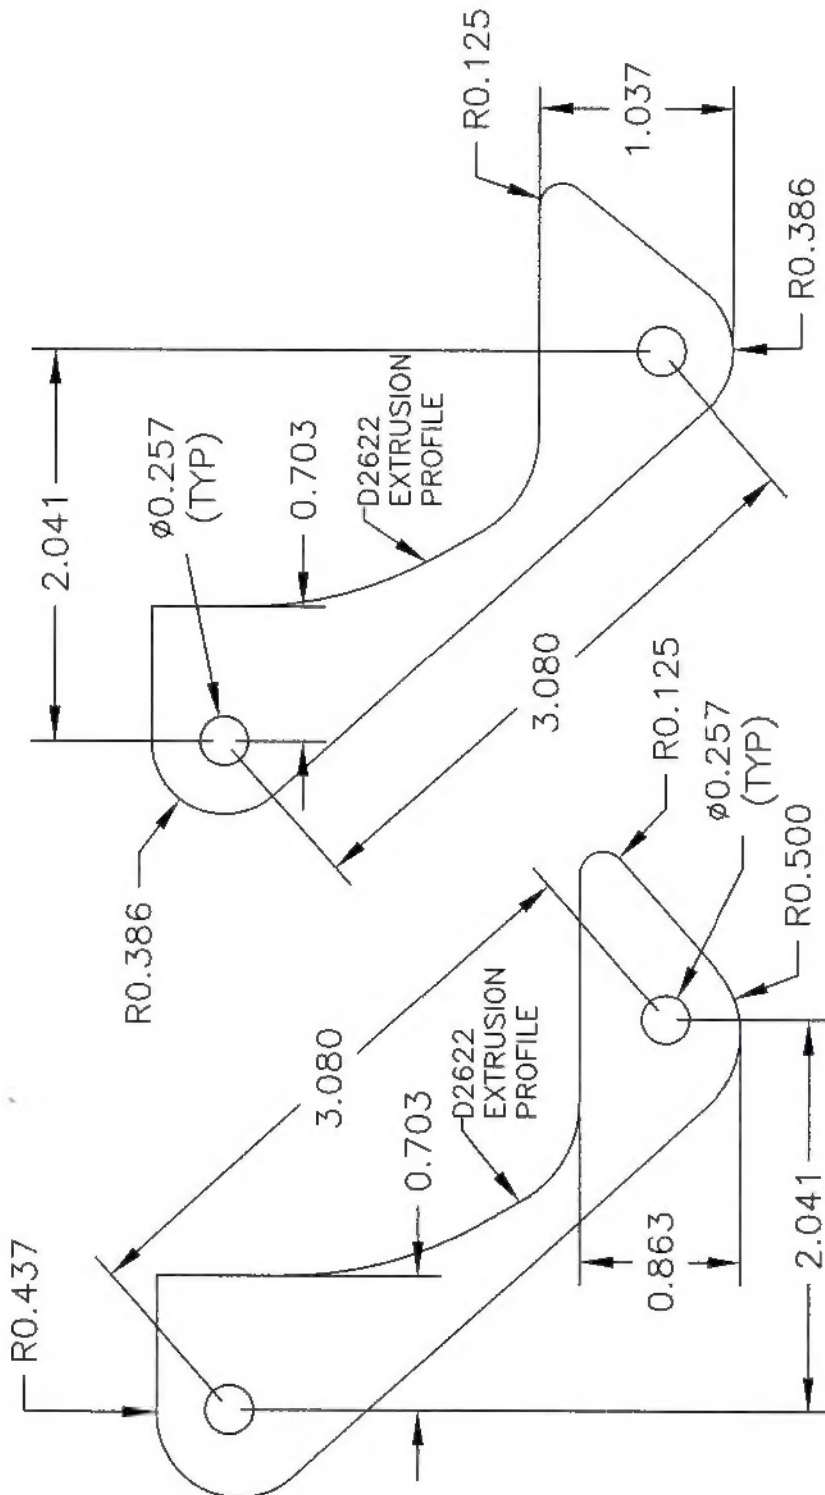 R0.125
1.037
R0.386
2.041
ø0.257
(TYP)
0.703
D2622
EXTRUSION
PROFILE
3.080
R0.386
R0.125
ø0.257
(TYP)
R0.500
3.080
D2622
EXTRUSION
PROFILE
0.703
0.863
2.041
R0.437